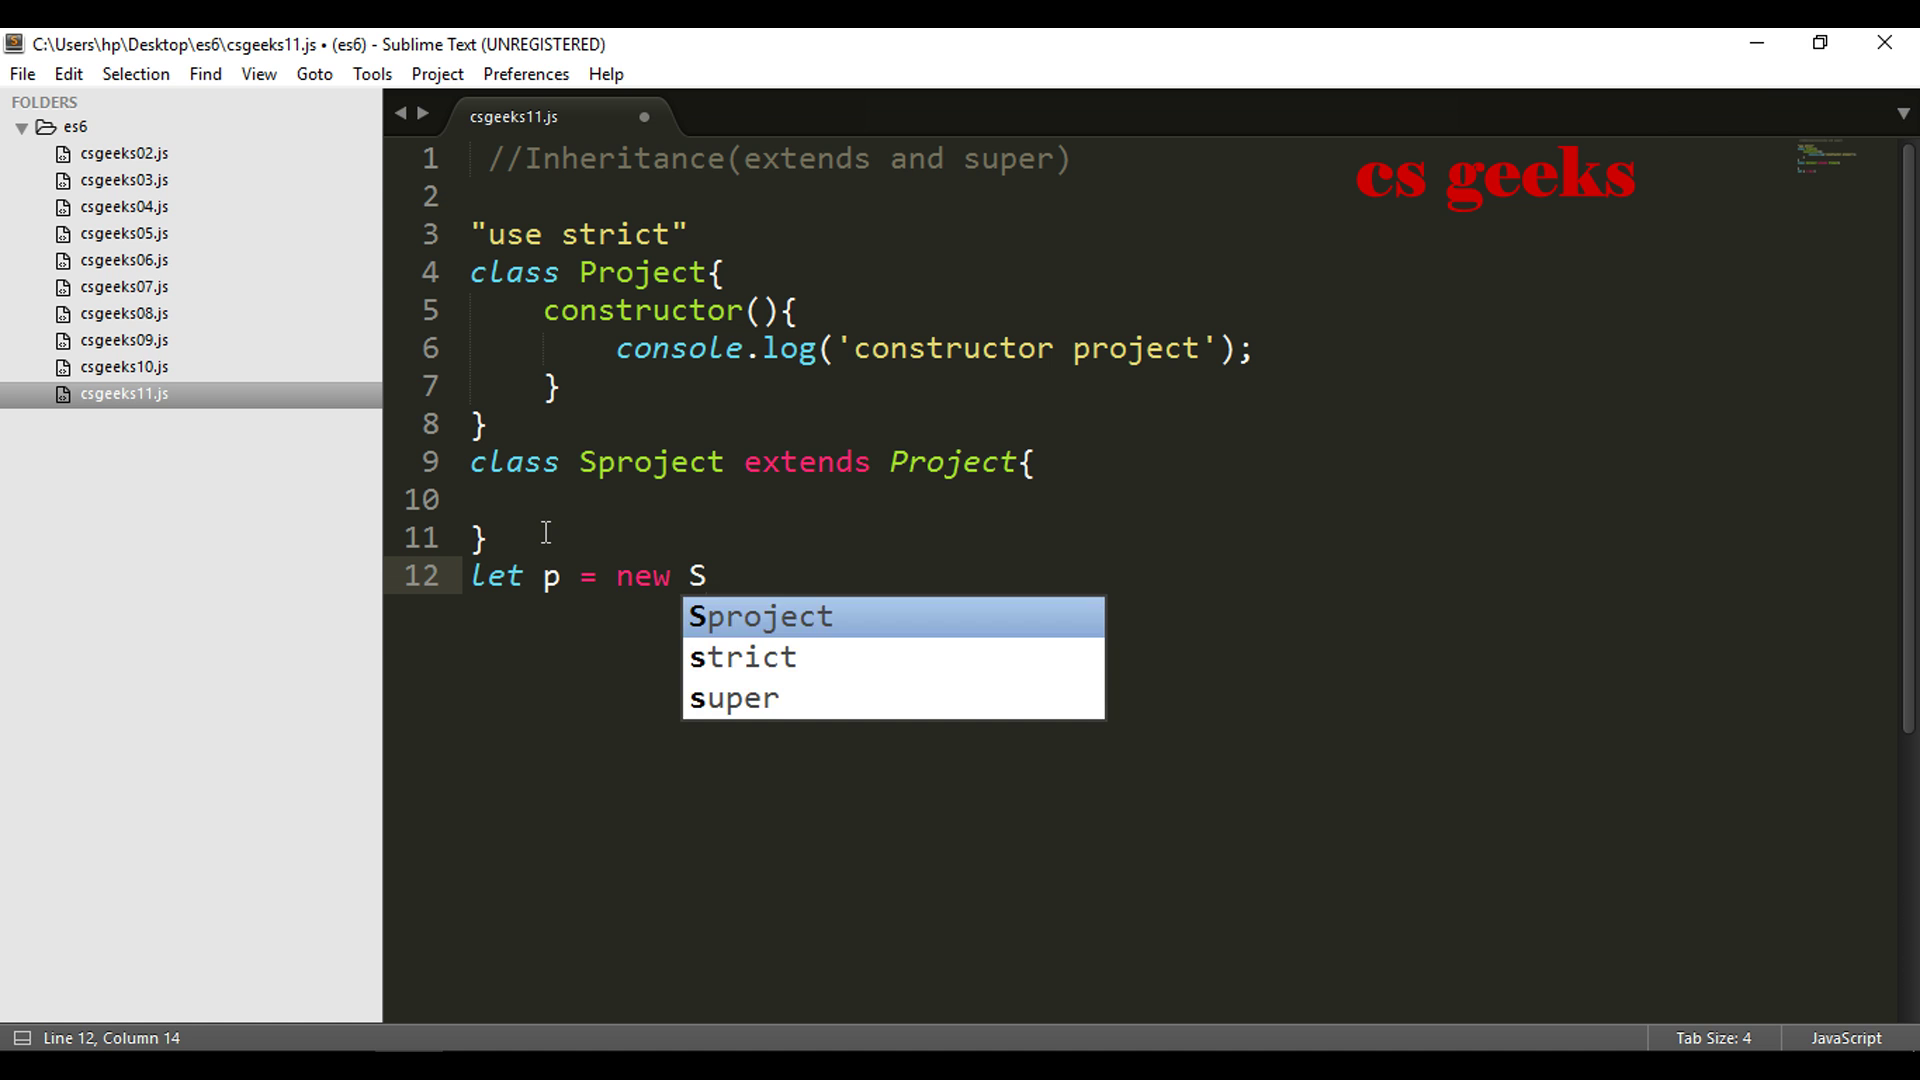 C:\Users\hp\Desktop\es6\csgeeks11.js • (es6) - Sublime Text (UNREGISTERED)
File Edit Selection Find View Goto Tools Project Preferences Help
FOLDERS
es6
csgeeks02.js
csgeeks03.js
csgeeks04.js
csgeeks05.js
csgeeks06.js
csgeeks07.js
csgeeks08.js
csgeeks09.js
csgeeks10.js
csgeeks11.js
csgeeks11.js
cs geeks
1 //Inheritance(extends and super)
2
3 "use strict"
4 class Project{
5 constructor(){
6 console.log('constructor project');
7 }
8 }
9 class Sproject extends Project{
10
11 }
12 let p = new S
Sproject
strict
super
Line 12, Column 14
Tab Size: 4
JavaScript